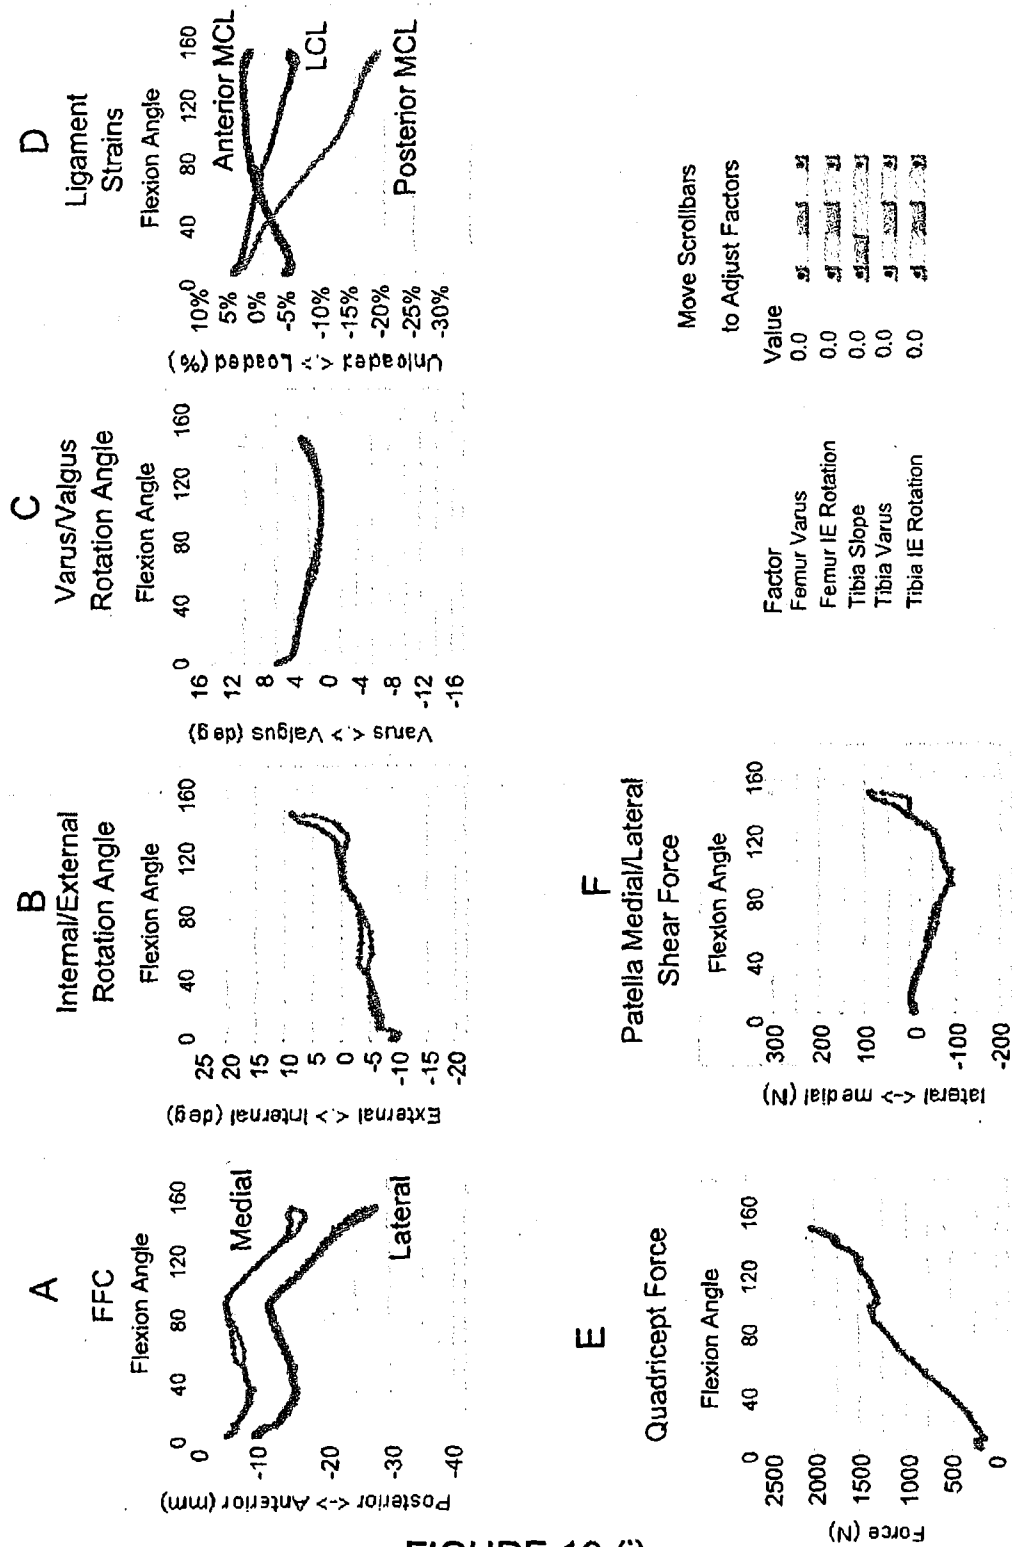 A
FFC
Flexion Angle
0 40 80 120 160
0
-10
-20
-30
-40
Posterior <-> Anterior (mm)
Medial
Lateral
B
Internal/External
Rotation Angle
Flexion Angle
0 40 80 120 160
25
20
15
10
5
0
-5
-10
-15
-20
External <-> Internal (deg)
C
Varus/Valgus
Rotation Angle
Flexion Angle
0 40 80 120 160
16
12
8
4
0
-4
-8
-12
-16
Varus <-> Valgus (deg)
D
Ligament
Strains
Flexion Angle
0 40 80 120 160
10%
5%
0%
-5%
-10%
-15%
-20%
-25%
-30%
Unloaded <-> Loaded (%)
Anterior MCL
LCL
Posterior MCL
E
Quadricept Force
Flexion Angle
0 40 80 120 160
2500
2000
1500
1000
500
0
Force (N)
F
Patella Medial/Lateral
Shear Force
Flexion Angle
0 40 80 120 160
300
200
100
0
-100
-200
lateral <-> medial (N)
Move Scrollbars
to Adjust Factors
Factor Value
Femur Varus 0.0
Femur IE Rotation 0.0
Tibia Slope 0.0
Tibia Varus 0.0
Tibia IE Rotation 0.0